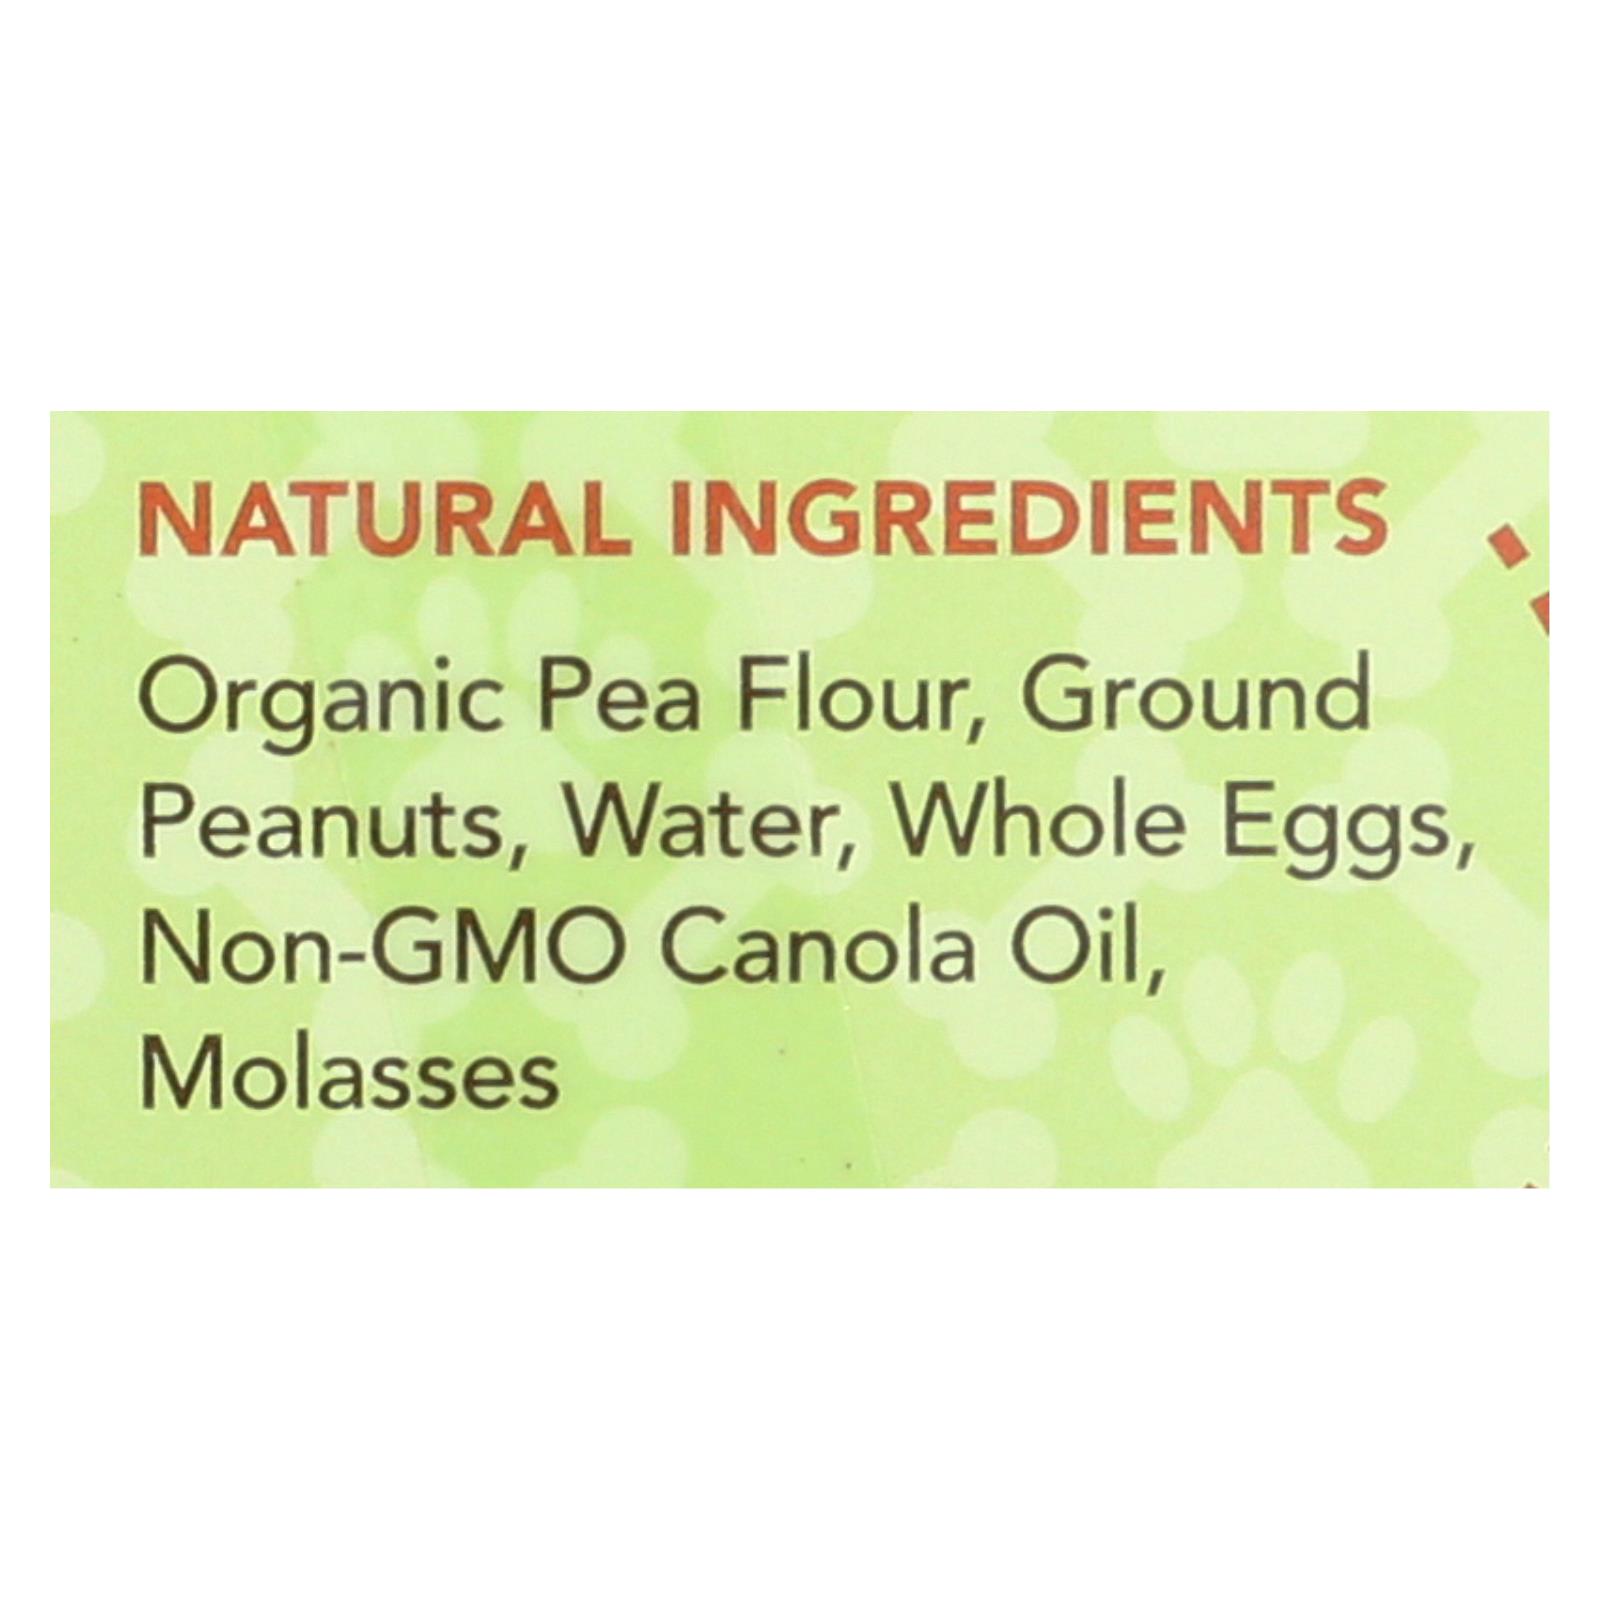 NATURAL INGREDIENTS
Organic Pea Flour, Ground
Peanuts, Water, Whole Eggs,
Non-GMO Canola Oil,
Molasses